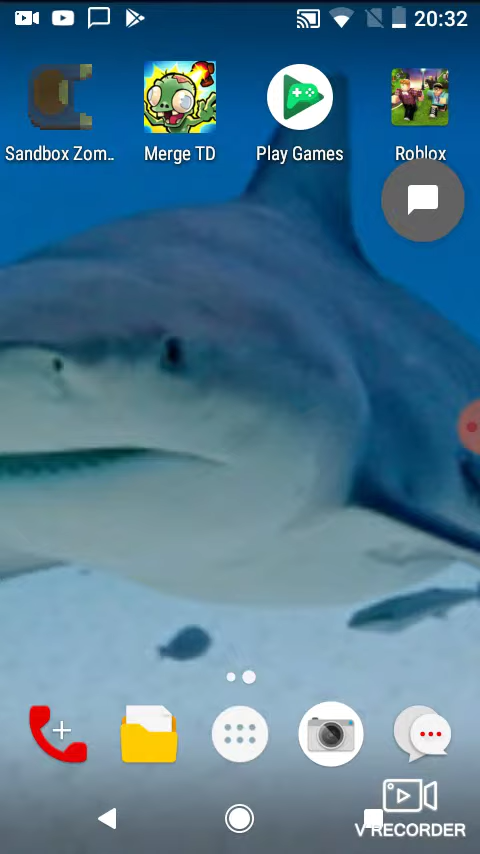 20:32
Sandbox Zom..
Merge TD
Play Games
Roblox
V RECORDER